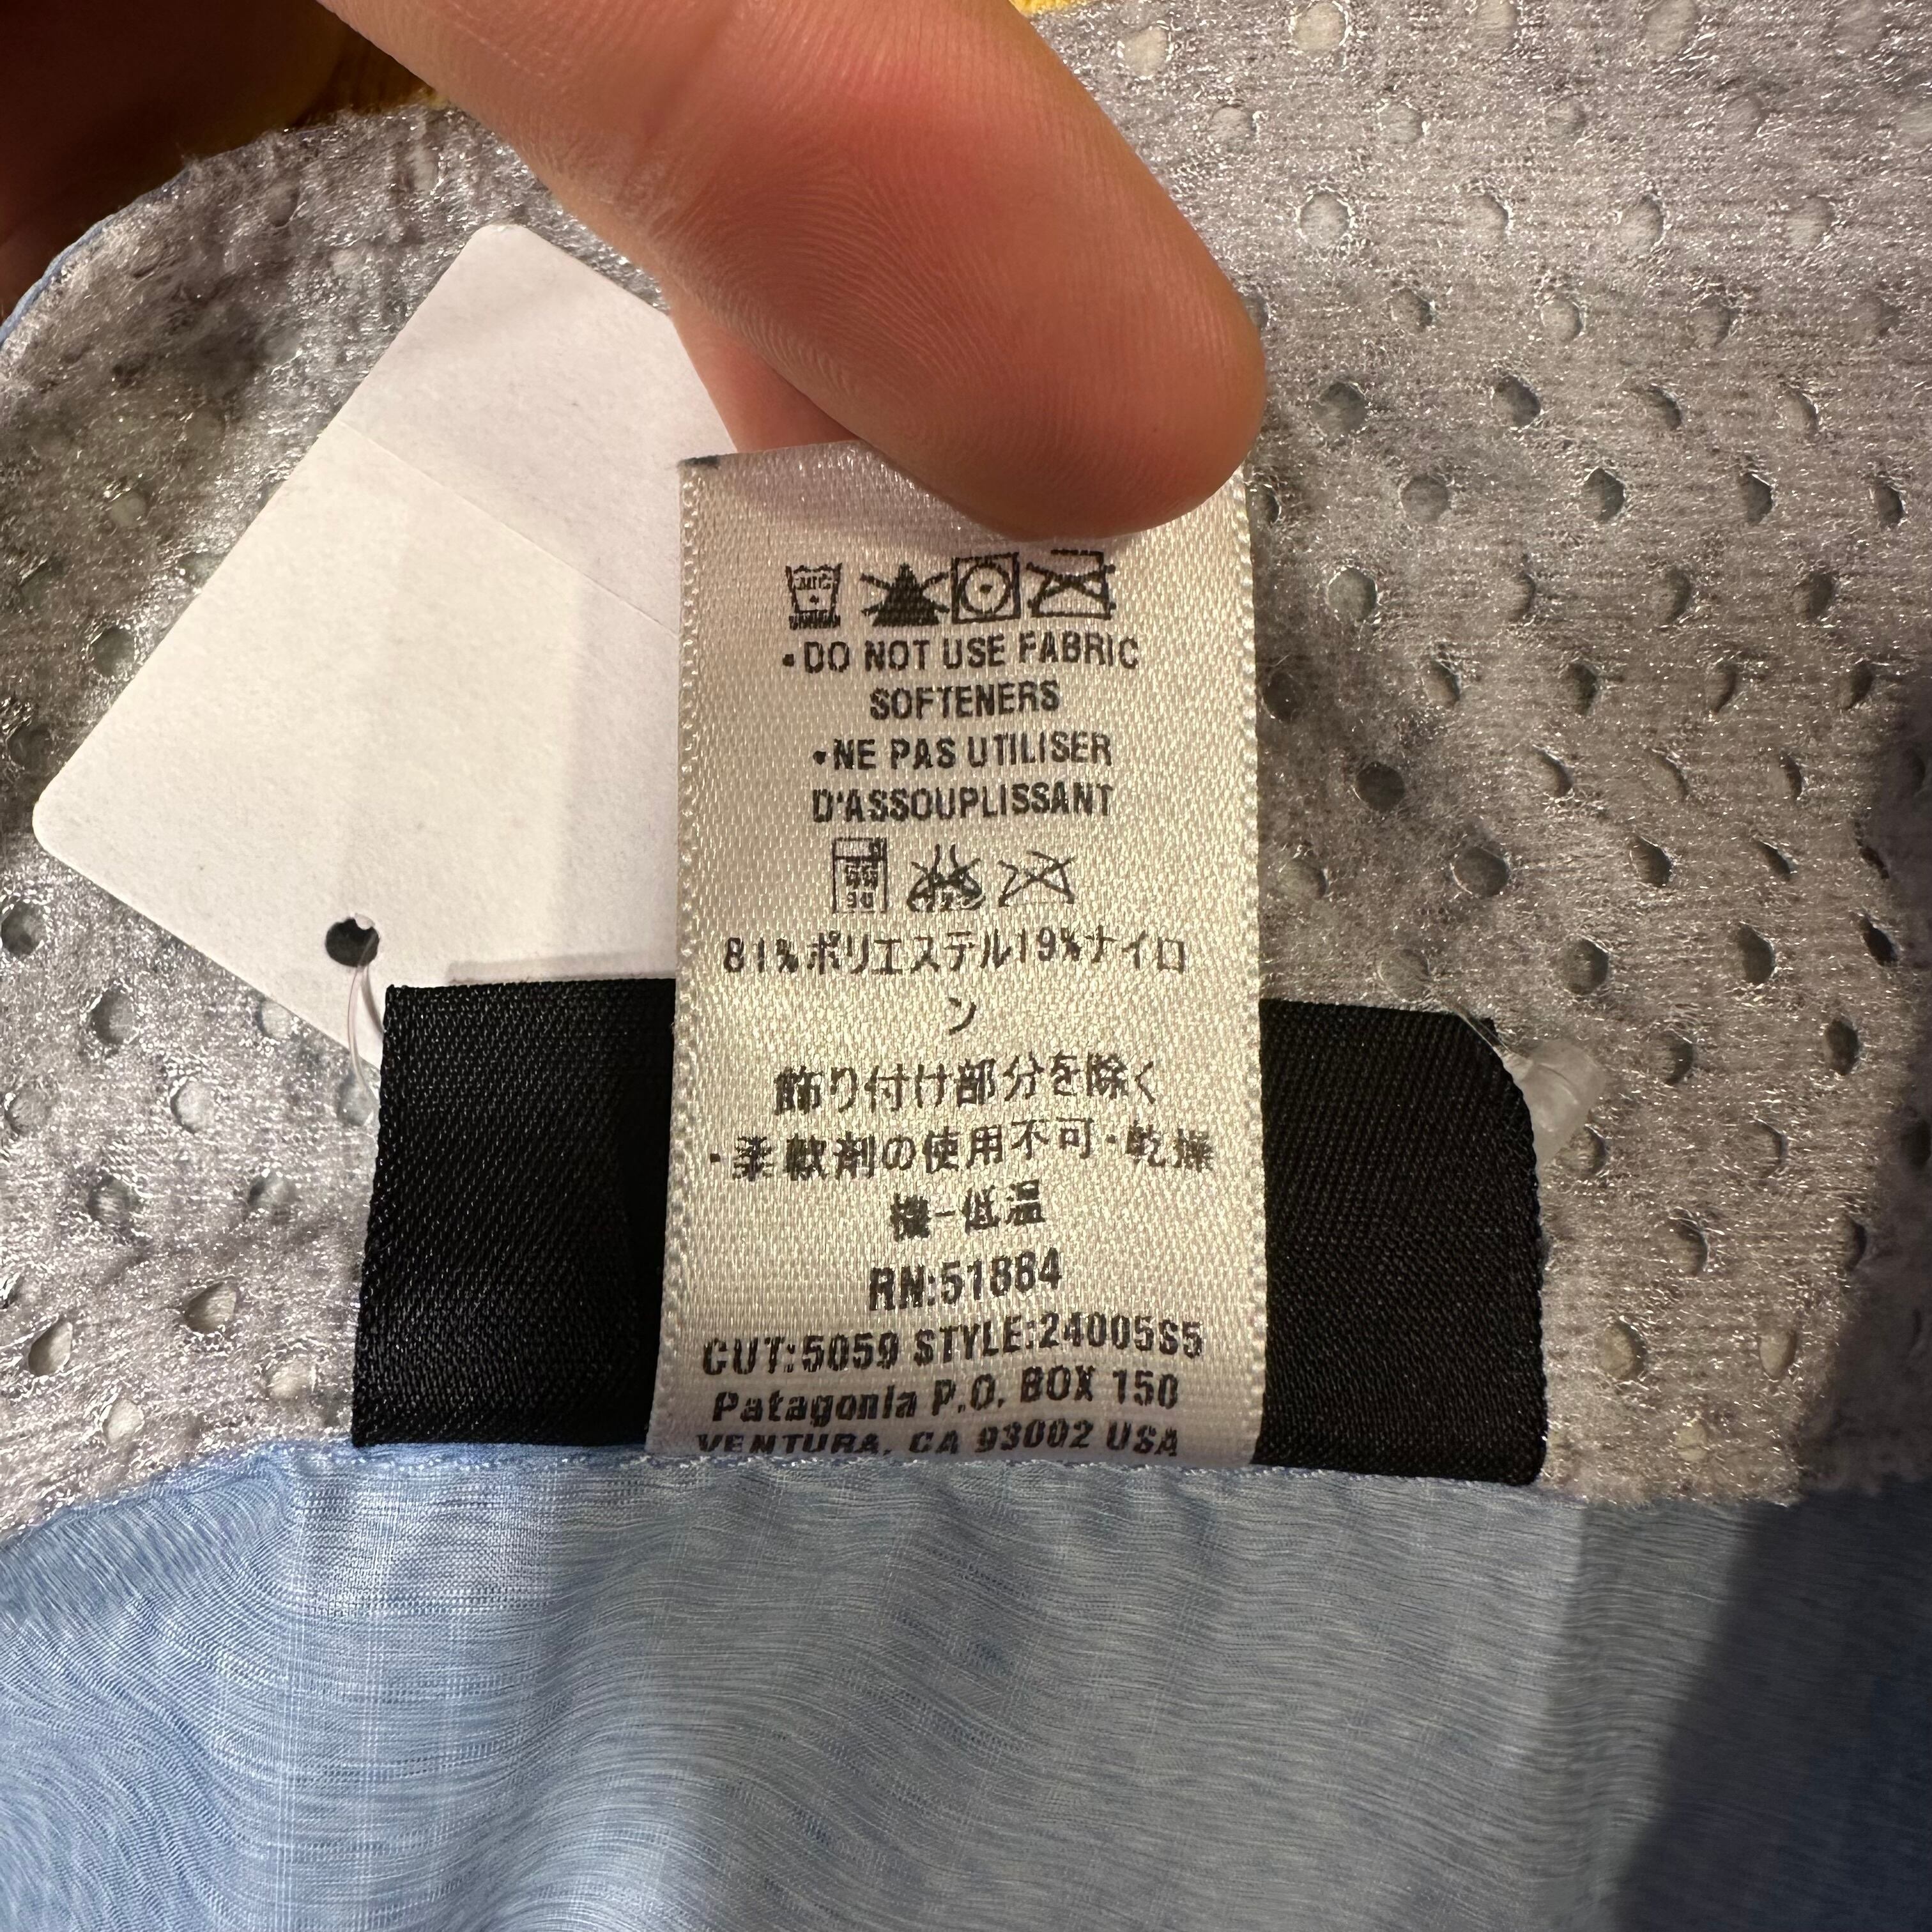 •DO NOT USE FABRIC
SOFTENERS
•NE PAS UTILISER
D'ASSOUPLISSANT
81%ポリエステル19%ナイロ
ン
飾り付け部分を除く
・柔軟剤の使用不可・乾燥
機-低温
RN:51884
CUT:5059 STYLE:24005S5
Patagonia P.O. BOX 150
VENTURA, CA 93002 USA